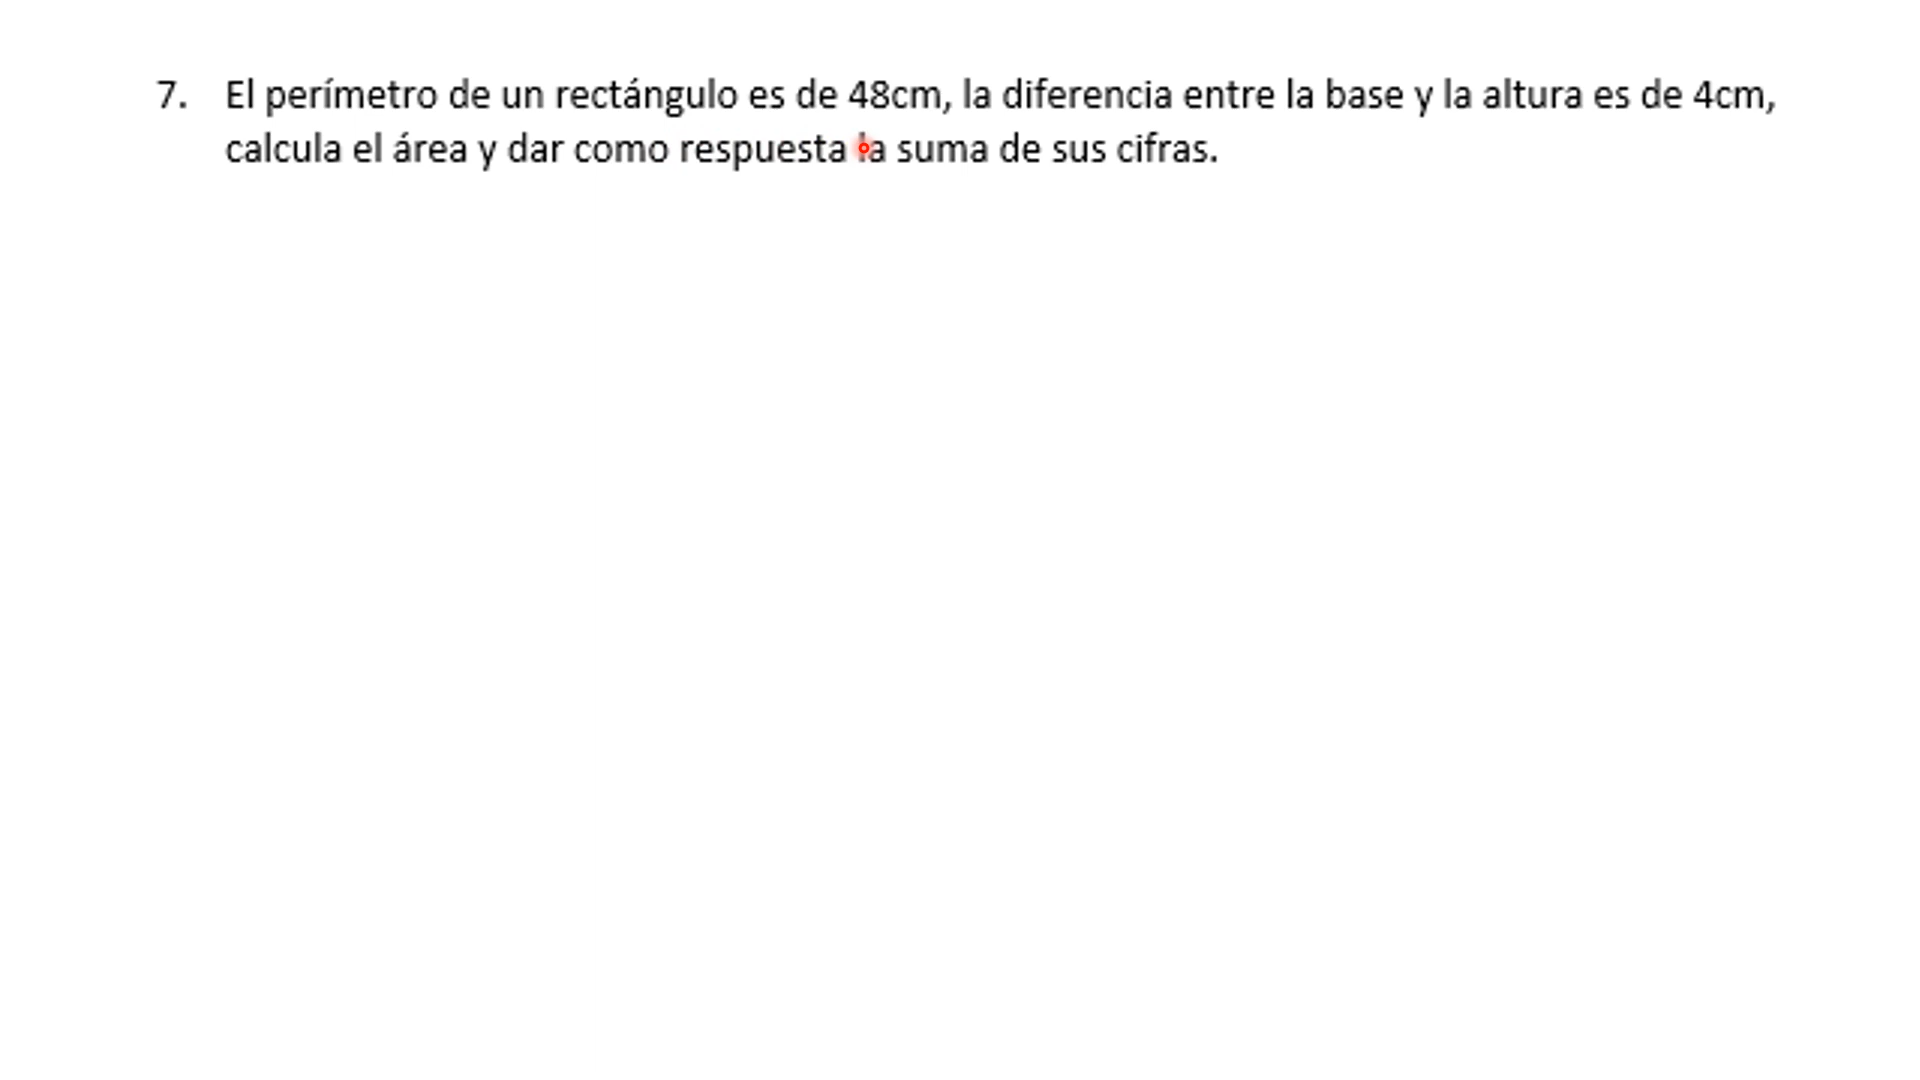 7. El perímetro de un rectángulo es de 48cm, la diferencia entre la base y la altura es de 4cm,
calcula el área y dar como respuesta la suma de sus cifras.